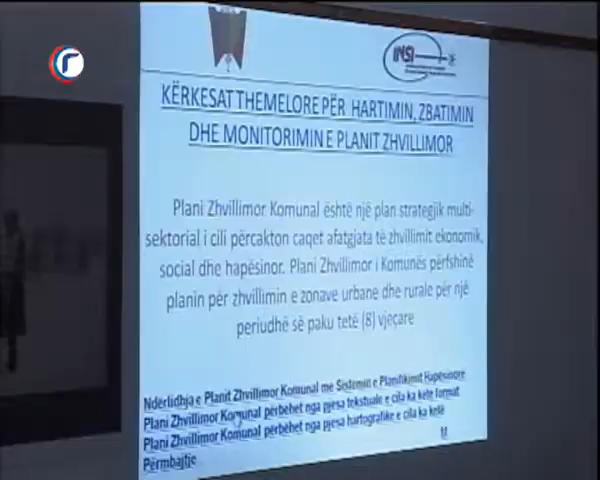 INSI
KËRKESAT THEMELORE PËR HARTIMIN, ZBATIMIN
DHE MONITORIMIN E PLANIT ZHVILLIMOR
Plani Zhvillimor Komunal është një plan strategjik multi-
sektorial i cili përcakton caqet afatgjata të zhvillimit ekonomik,
social dhe hapësinor. Plani Zhvillimor i Komunës përfshinë
planin për zhvillimin e zonave urbane dhe rurale për një
periudhë së paku tetë (8) vjeçare
Ndërlidhja e Planit Zhvillimor Komunal me Sistemin e Planifikimit Hapësinore
Plani Zhvillimor Komunal përbëhet nga pjesa tekstuale e cila ka këtë format
Plani Zhvillimor Komunal përbëhet nga pjesa hartografike e cila ka këtë
Përmbajtje